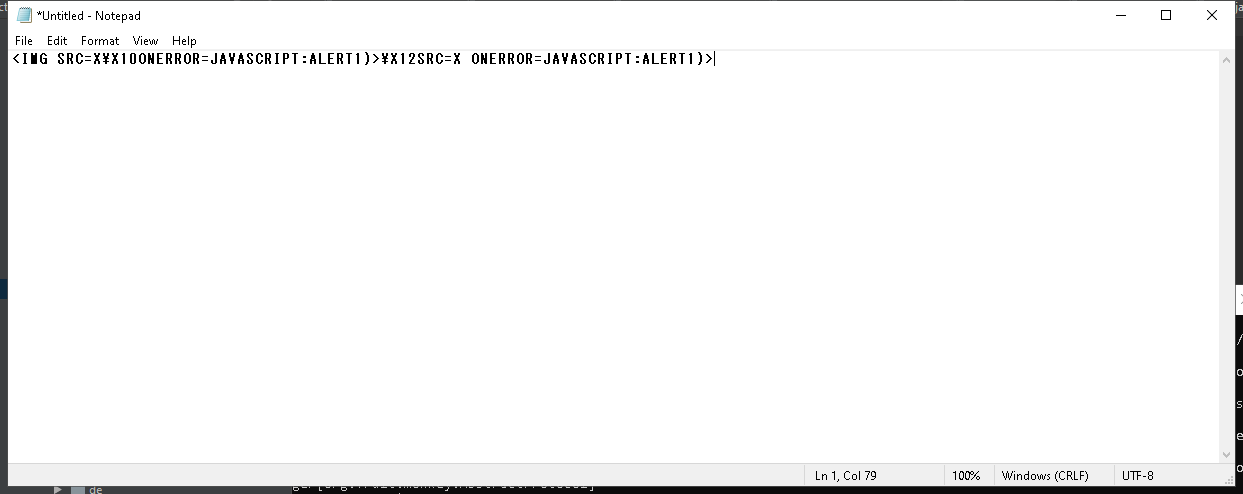 *Untitled - Notepad
File Edit Format View Help
<IMG SRC=X¥X10ONERROR=JAVASCRIPT:ALERT1)>¥X12SRC=X ONERROR=JAVASCRIPT:ALERT1)>
Ln 1, Col 79 100% Windows (CRLF) UTF-8
de